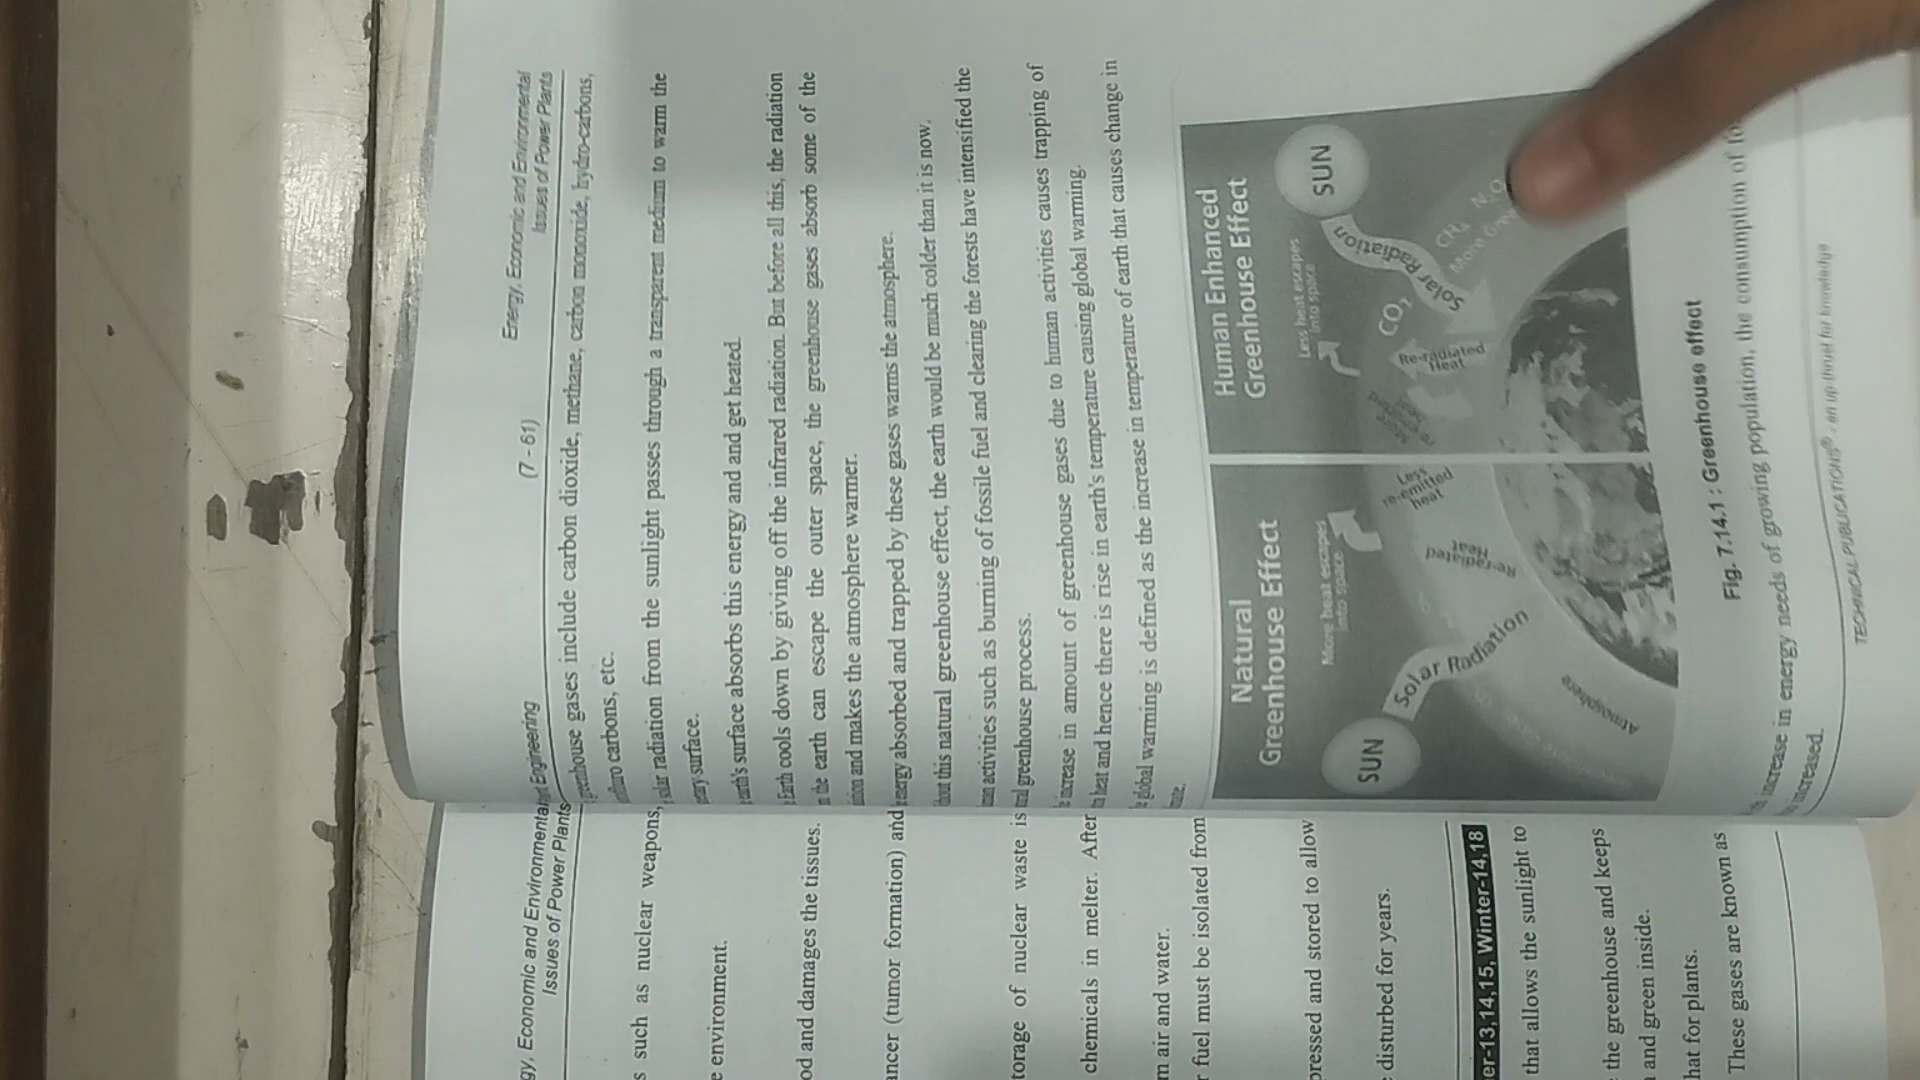 gy, Economic and Environmental
Issues of Power Plants
s such as nuclear weapons,
e environment.
od and damages the tissues.
ancer (tumor formation) and
torage of nuclear waste is
chemicals in melter. After
m air and water.
r fuel must be isolated from
pressed and stored to allow
disturbed for years.
er-13,14,15, Winter-14,18
that allows the sunlight to
the greenhouse and keeps
and green inside.
hat for plants.
These gases are known as
Engineering (7 - 61) Energy, Economic and Environmental
Issues of Power Plants
greenhouse gases include carbon dioxide, methane, carbon monoxide, hydro-carbons,
carbons, etc.
radiation from the sunlight passes through a transparent medium to warm the
surface.
earth's surface absorbs this energy and get heated.
Earth cools down by giving off the infrared radiation. But before all this, the radiation
the earth can escape the outer space, the greenhouse gases absorb some of the
and makes the atmosphere warmer.
energy absorbed and trapped by these gases warms the atmosphere.
this natural greenhouse effect, the earth would be much colder than it is now.
activities such as burning of fossile fuel and clearing the forests have intensified the
greenhouse process.
increase in amount of greenhouse gases due to human activities causes trapping of
heat and hence there is rise in earth's temperature causing global warming.
global warming is defined as the increase in temperature of earth that causes change in
Natural
Greenhouse Effect
SUN
Solar Radiation
More heat escapes
into space
Less
re-emitted
heat
Re-radiated
Heat
Atmosphere
Human Enhanced
Greenhouse Effect
SUN
Solar Radiation
Less heat escapes
into space
CO2
CH4 N2O
More
Re-radiated
Heat
More
Fig. 7.14.1 : Greenhouse effect
increase in energy needs of growing population, the consumption of
increased.
TECHNICAL PUBLICATIONS® - an up thrust for knowledge